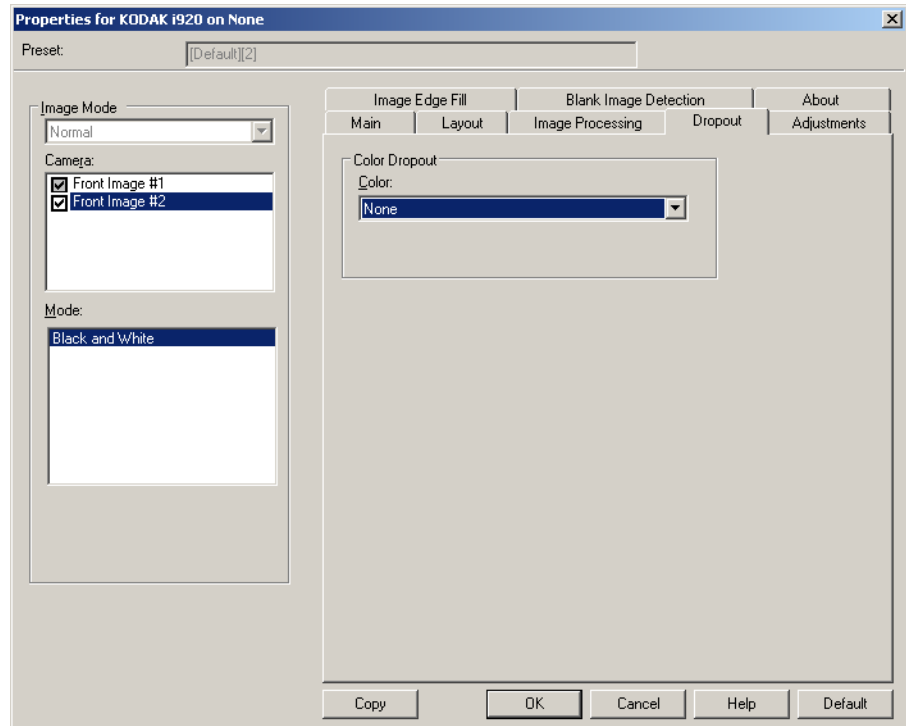 Properties for KODAK i920 on None
Preset:
[Default][2]
Image Mode
Normal
Camera:
Front Image #1
Front Image #2
Mode:
Black and White
Image Edge Fill
Blank Image Detection
About
Main
Layout
Image Processing
Dropout
Adjustments
Color Dropout
Color:
None
Copy
OK
Cancel
Help
Default